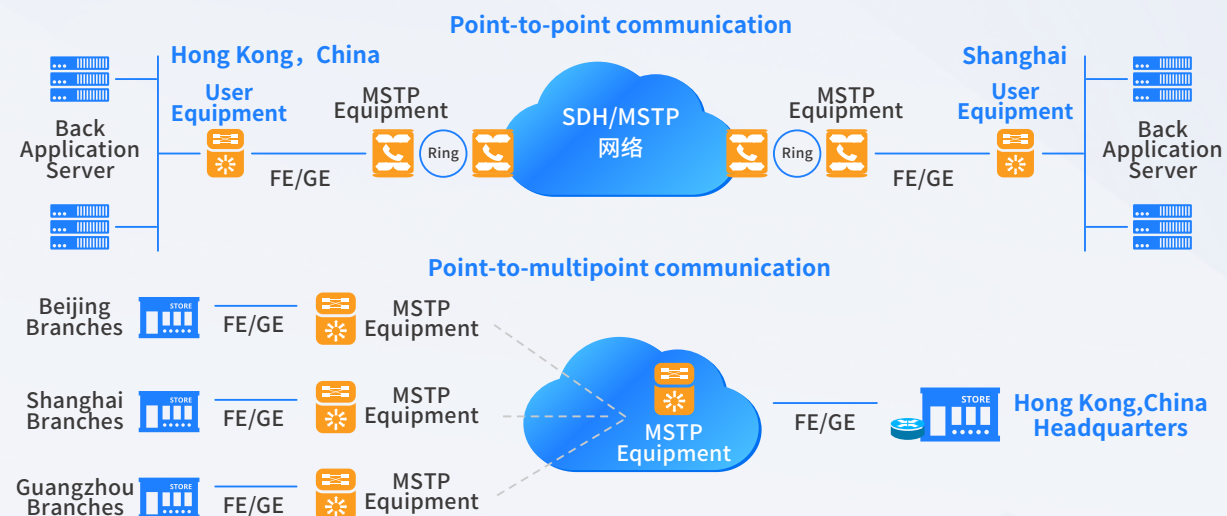 Point-to-point communication
Hong Kong，China
Shanghai
User
Equipment
MSTP
Equipment
SDH/MSTP
网络
MSTP
Equipment
User
Equipment
Back
Application
Server
Ring
Ring
Back
Application
Server
FE/GE
FE/GE
Point-to-multipoint communication
Beijing
Branches
STORE
FE/GE
MSTP
Equipment
Shanghai
Branches
STORE
FE/GE
MSTP
Equipment
MSTP
Equipment
FE/GE
STORE
Hong Kong,China
Headquarters
Guangzhou
Branches
STORE
FE/GE
MSTP
Equipment